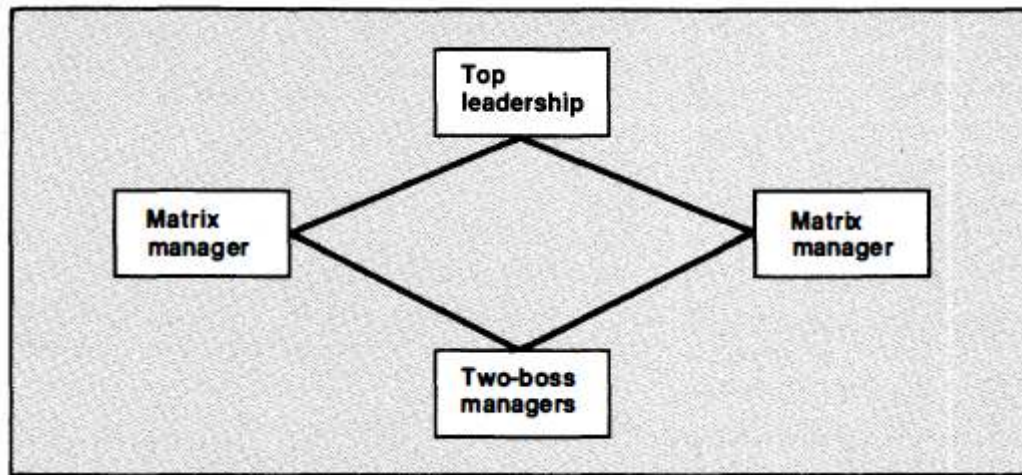 Top
leadership
Matrix
manager
Matrix
manager
Two-boss
managers